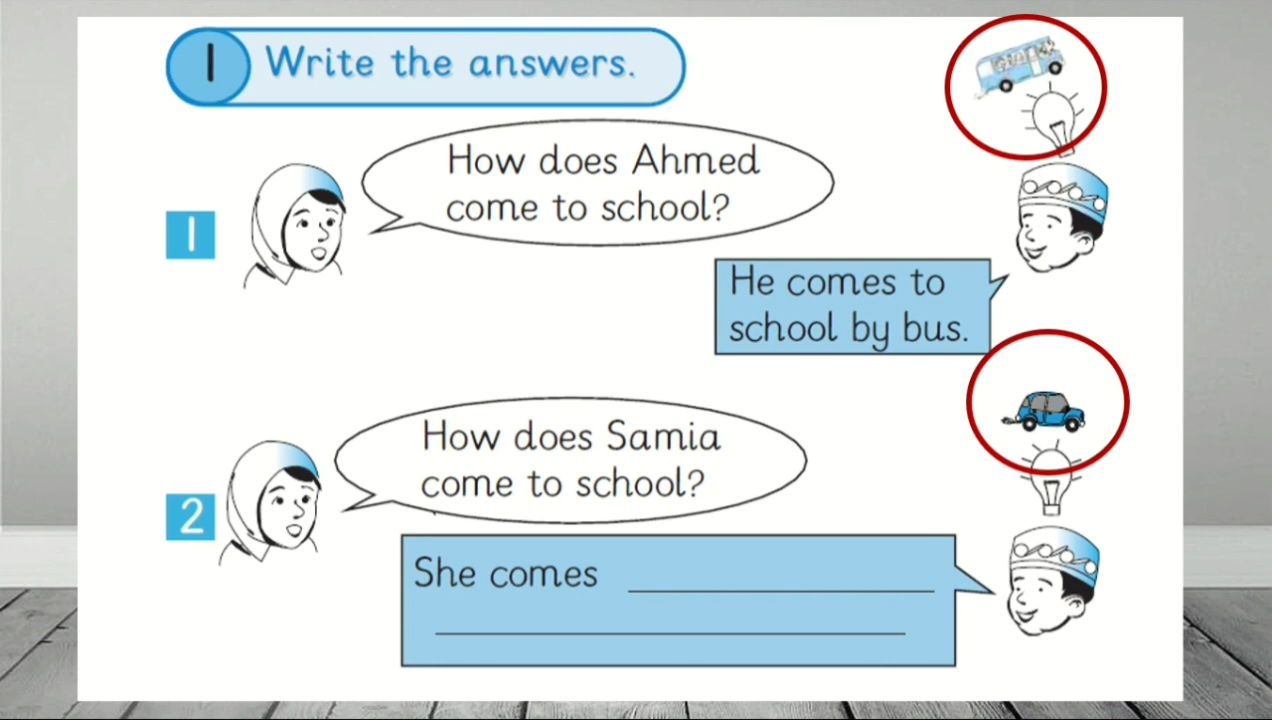 1 Write the answers.
How does Ahmed
come to school?
1
He comes to
school by bus.
How does Samia
come to school?
2
She comes